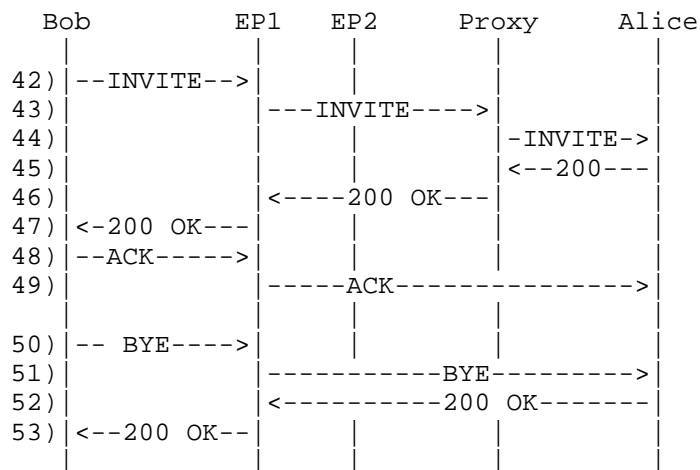 Bob         EP1   EP2      Proxy     Alice
     |           |     |        |         |
 42)|--INVITE-->|     |        |         |
 43)|           |---INVITE---->|         |
 44)|           |     |        |-INVITE->|
 45)|           |     |        |<--200---|
 46)|           |<----200 OK---|         |
 47)|<-200 OK---|     |        |         |
 48)|--ACK----->|     |        |         |
 49)|           |-----ACK--------------->|
    |           |     |        |         |
 50)|-- BYE---->|     |        |         |
 51)|           |-----------BYE--------->|
 52)|           |<----------200 OK-------|
 53)|<--200 OK--|     |        |         |
    |           |     |        |         |